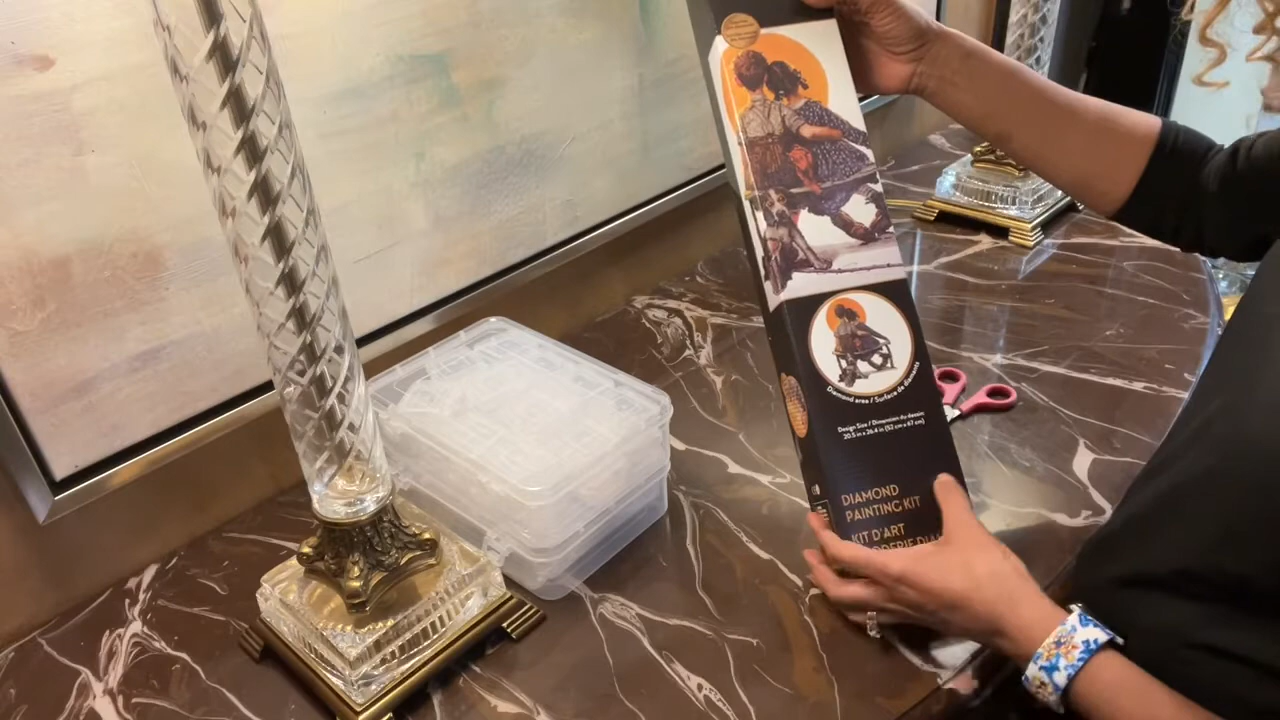 Diamond area / Surface de diamants
Design Size / Dimension du dessin:
20.5 in x 26.4 in (52 cm x 67 cm)
DIAMOND
PAINTING KIT
KIT D'ART